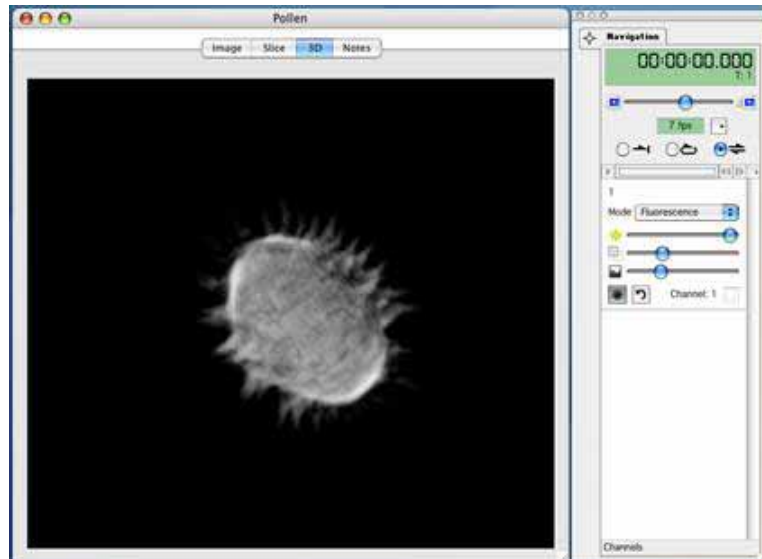 Pollen
Image Slice 3D Notes
Navigation
00:00:00.000
T: 1
7 fps
1
Mode Fluorescence
Channel: 1
Channels